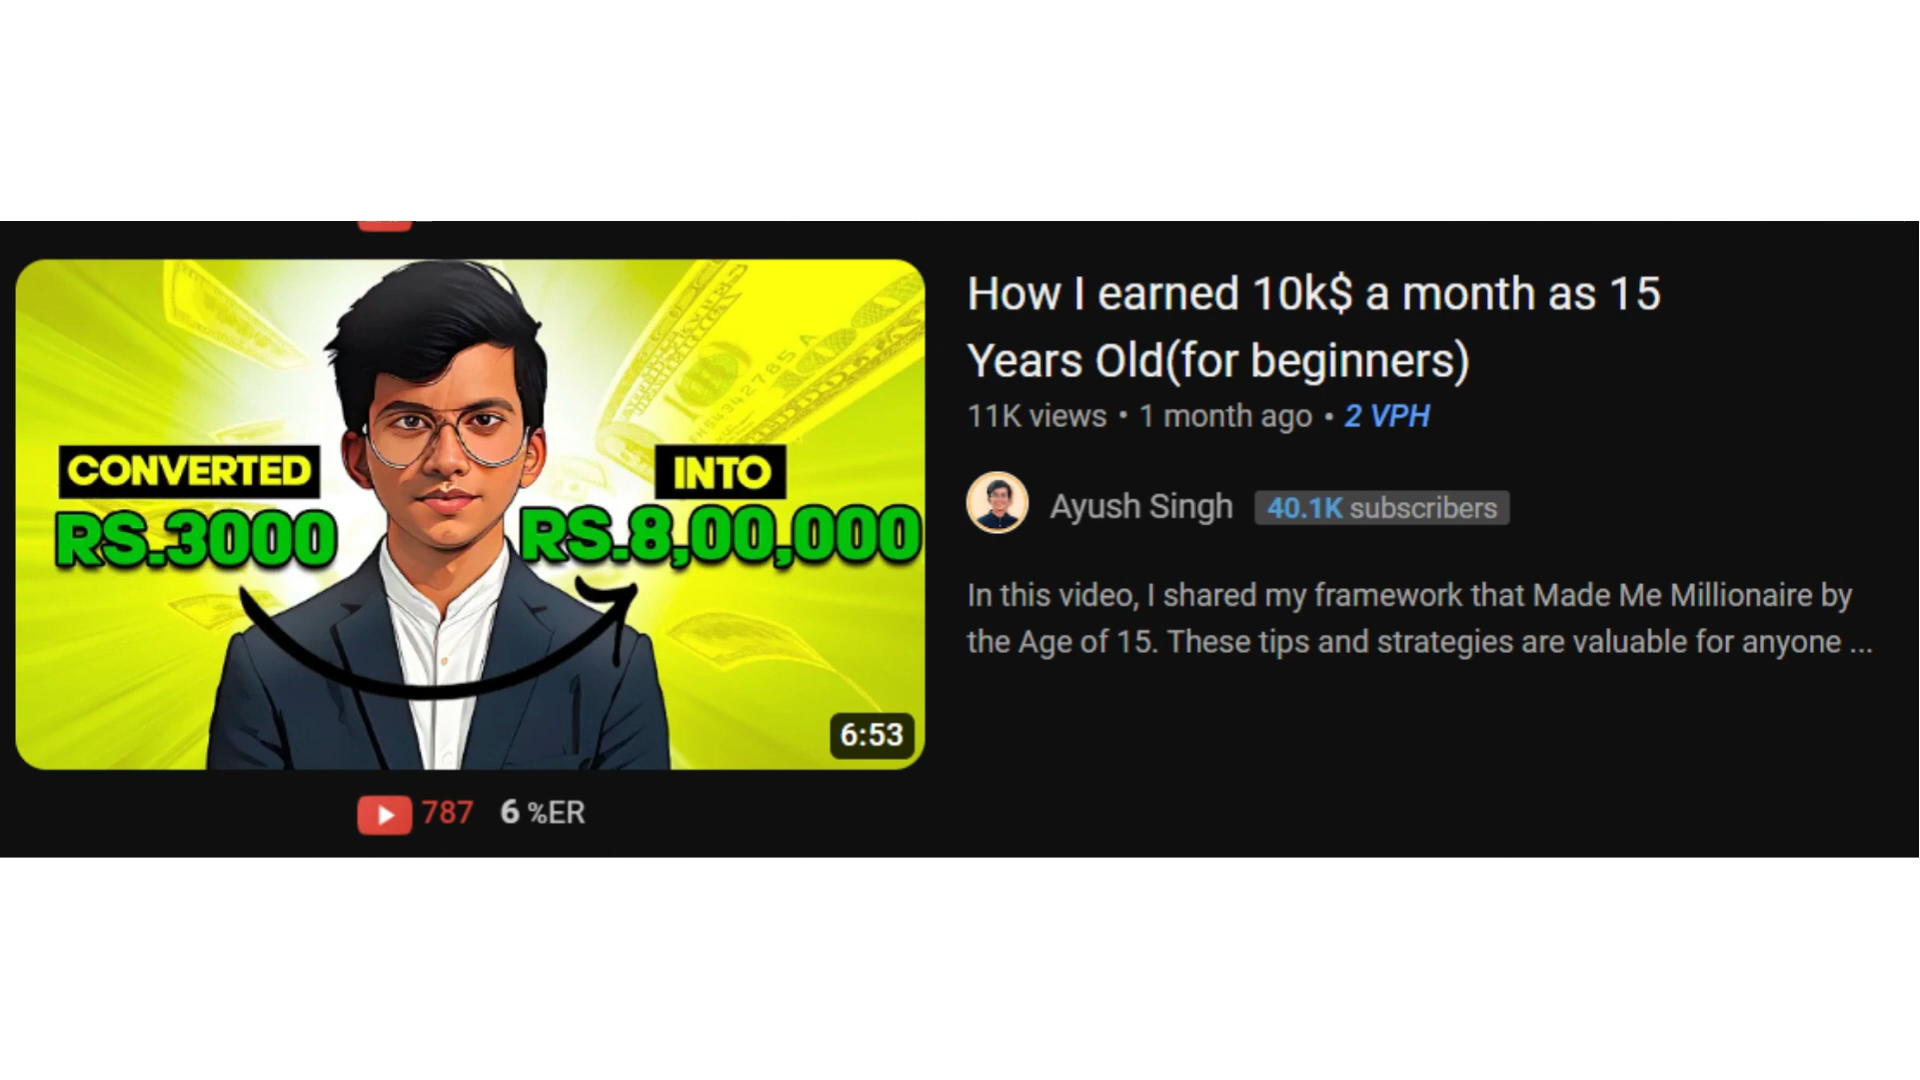 CONVERTED
RS.3000
INTO
RS.8,00,000
6:53
787 6 %ER
How I earned 10k$ a month as 15
Years Old(for beginners)
11K views • 1 month ago • 2 VPH
Ayush Singh 40.1K subscribers
In this video, I shared my framework that Made Me Millionaire by
the Age of 15. These tips and strategies are valuable for anyone ...